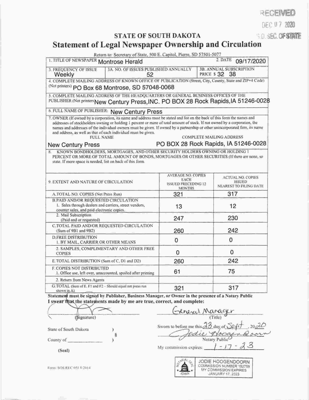 RECEIVED
DEC 07 2020
SEC OF STATE
STATE OF SOUTH DAKOTA
Statement of Legal Newspaper Ownership and Circulation
Return to: Secretary of State, 500 E. Capitol, Pierre, SD 57501-5077
1. TITLE OF NEWSPAPER Montrose Herald
2. DATE 09/17/2020
3. FREQUENCY OF ISSUE
Weekly
3A. NO. OF ISSUES PUBLISHED ANNUALLY
52
3B. ANNUAL SUBSCRIPTION
PRICE $ 32 38
4. COMPLETE MAILING ADDRESS OF KNOWN OFFICE OF PUBLICATION (Street, City, County, State and ZIP+4 Code)
(Not printer) PO Box 68 Montrose, SD 57048-0068
5. COMPLETE MAILING ADDRESS OF THE HEADQUARTERS OF GENERAL BUSINESS OFFICE OF THE
PUBLISHER (Not printer) New Century Press,INC. PO BOX 28 Rock Rapids,IA 51246-0028
6. FULL NAME OF PUBLISHER: New Century Press
7. OWNER (If owned by a corporation, its name and address must be stated and on the back of this form the names and
addresses of stockholders owning or holding 1 percent or more of total amount of stock. If not owned by a corporation, the
names and addresses of the individual owners must be given. If owned by a partnership or other unincorporated firm, its name
and address, as well as that of each individual must be given.
FULL NAME COMPLETE MAILING ADDRESS
New Century Press PO BOX 28 Rock Rapids, IA 51246-0028
8. KNOWN BONDHOLDERS, MORTGAGES, AND OTHER SECURITY HOLDERS OWNING OR HOLDING 1
PERCENT OR MORE OF TOTAL AMOUNT OF BONDS, MORTGAGES OR OTHER SECURITIES (If there are none, so
state. If more space is needed, list on back of this form.
9. EXTENT AND NATURE OF CIRCULATION
AVERAGE NO. COPIES
EACH
ISSUED PRECEDING 12
MONTHS
ACTUAL NO. COPIES
ISSUED
NEAREST TO FILING DATE
A. TOTAL NO. COPIES (Net Press Run) 321 317
B. PAID AND/OR REQUESTED CIRCULATION
1. Sales through dealers and carriers, street vendors,
counter sales, and post-electronic copies. 13 12
2. Mail Subscription
(Paid and/or requested) 247 230
C. TOTAL PAID AND/OR REQUESTED CIRCULATION
(Sum of 9B1 and 9B2) 260 242
D. FREE DISTRIBUTION
1. BY MAIL, CARRIER OR OTHER MEANS 0 0
2. SAMPLES, COMPLIMENTARY AND OTHER FREE
COPIES 0 0
E. TOTAL DISTRIBUTION (Sum of C, D1 and D2) 260 242
F. COPIES NOT DISTRIBUTED
1. Office use, left over, unaccounted, spoiled after printing 61 75
2. Return from News Agents
G. TOTAL (Sum of E, F1 and F2 - Should equal net press run
shown in A) 321 317
Statement must be signed by Publisher, Business Manager, or Owner in the presence of a Notary Public
I swear that the statements made by me are true, correct, and complete:
General Manager
(Signature) (Title)
State of South Dakota )
County of )
(Seal)
Sworn to before me this 23 day of Sept 2020
Jodie Hoogendoorn
Notary Public
My commission expires: 1-17-23
JODIE HOOGENDOORN
MY COMMISSION EXPIRES
JANUARY 17, 2023